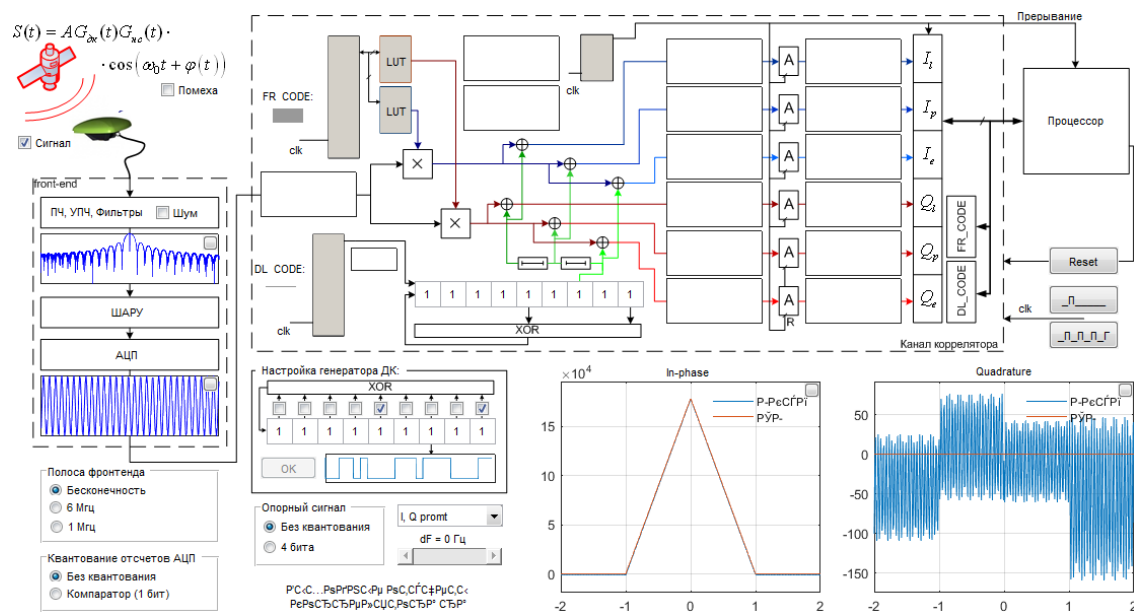 Прерывание
S(t) = AG_дк(t)G_нс(t) ·
· cos(ω₀t + φ(t))
Помеха
Сигнал
FR CODE:
LUT
LUT
clk
clk
A
A
A
A
A
A
R
I_l
I_p
I_e
Q_l
Q_p
Q_e
Процессор
×
×
front-end
ПЧ, УПЧ, Фильтры
Шум
ШАРУ
АЦП
DL CODE:
clk
1 1 1 1 1 1 1 1 1
XOR
FR_CODE
DL_CODE
Канал коррелятора
Reset
_П_____
clk
_П_П_П_Г
Настройка генератора ДК:
XOR
1 1 1 1 1 1 1 1 1
OK
Полоса фронтенда
Бесконечность
6 Мгц
1 Мгц
Квантование отсчетов АЦП
Без квантования
Компаратор (1 бит)
Опорный сигнал
Без квантования
4 бита
I, Q promt
dF = 0 Гц
In-phase
×10⁴
15
10
5
0
-2 -1 0 1 2
Quadrature
50
0
-50
-100
-150
-2 -1 0 1 2